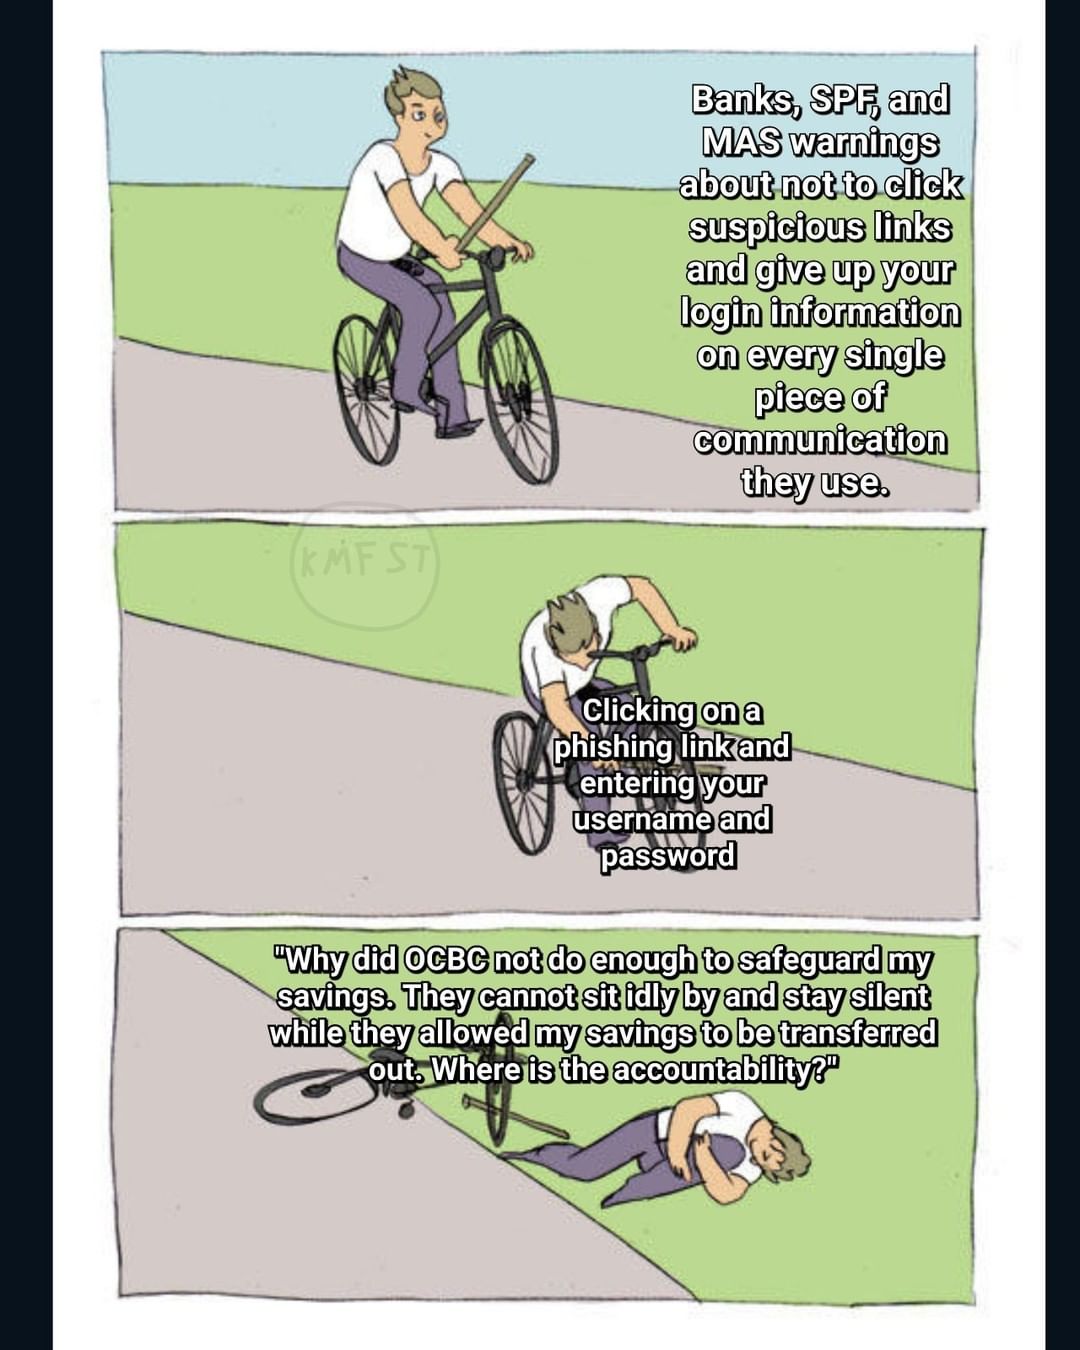 Banks, SPF, and
MAS warnings
about not to click
suspicious links
and give up your
login information
on every single
piece of
communication
they use.
KMFST
Clicking on a
phishing link and
entering your
username and
password
"Why did OCBC not do enough to safeguard my
savings. They cannot sit idly by and stay silent
while they allowed my savings to be transferred
out. Where is the accountability?"